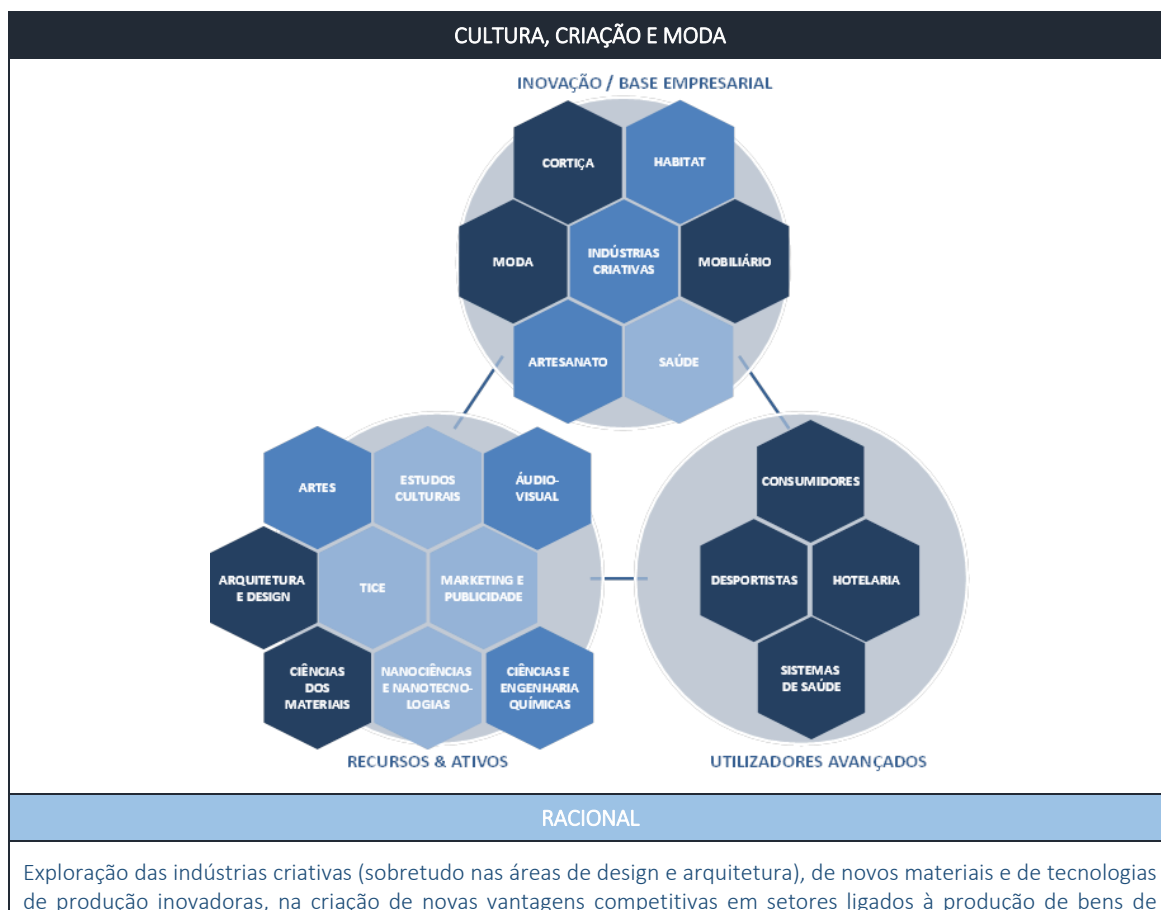 CULTURA, CRIAÇÃO E MODA
INOVAÇÃO / BASE EMPRESARIAL
CORTIÇA
HABITAT
MODA
INDÚSTRIAS
CRIATIVAS
MOBILIÁRIO
ARTESANATO
SAÚDE
ARTES
ESTUDOS
CULTURAIS
ÁUDIO-
VISUAL
ARQUITETURA
E DESIGN
TICE
MARKETING E
PUBLICIDADE
CIÊNCIAS
DOS
MATERIAIS
NANOCIÊNCIAS
E NANOTECNO-
LOGIAS
CIÊNCIAS E
ENGENHARIA
QUÍMICAS
RECURSOS & ATIVOS
CONSUMIDORES
DESPORTISTAS
HOTELARIA
SISTEMAS
DE SAÚDE
UTILIZADORES AVANÇADOS
RACIONAL
Exploração das indústrias criativas (sobretudo nas áreas de design e arquitetura), de novos materiais e de tecnologias
de produção inovadoras, na criação de novas vantagens competitivas em setores ligados à produção de bens de